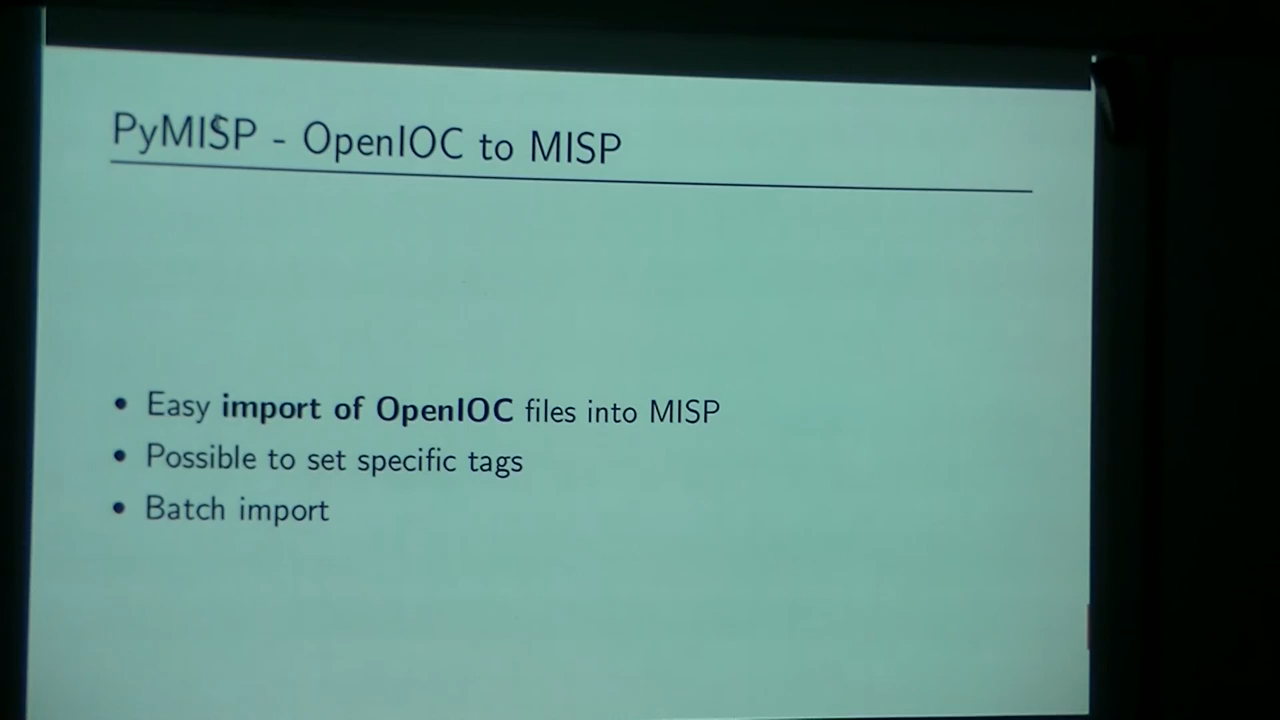 PyMISP - OpenIOC to MISP
• Easy import of OpenIOC files into MISP
• Possible to set specific tags
• Batch import